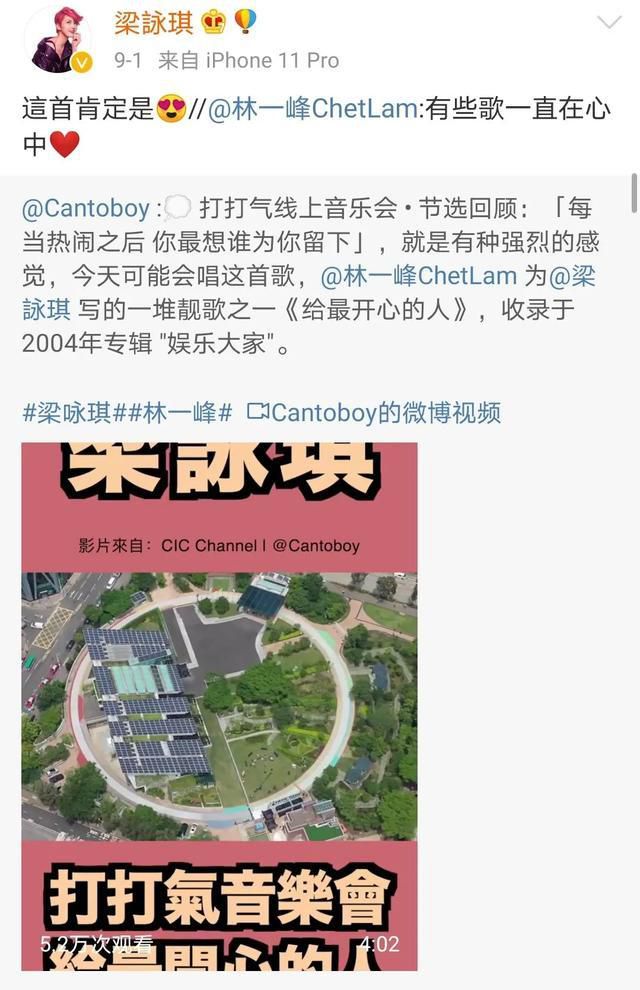 梁詠琪
9-1 来自 iPhone 11 Pro
這首肯定是😍//@林一峰ChetLam:有些歌一直在心
中❤️
@Cantoboy :💭 打打气线上音乐会 • 节选回顾：「每
当热闹之后 你最想谁为你留下」，就是有种强烈的感
觉，今天可能会唱这首歌，@林一峰ChetLam 为@梁
詠琪 写的一堆靓歌之一《给最开心的人》，收录于
2004年专辑 "娱乐大家"。
#梁咏琪##林一峰# Cantoboy的微博视频
梁詠琪
影片來自：CIC Channel | @Cantoboy
打打氣音樂會
5.2万次观看
4:02
給最開心的人